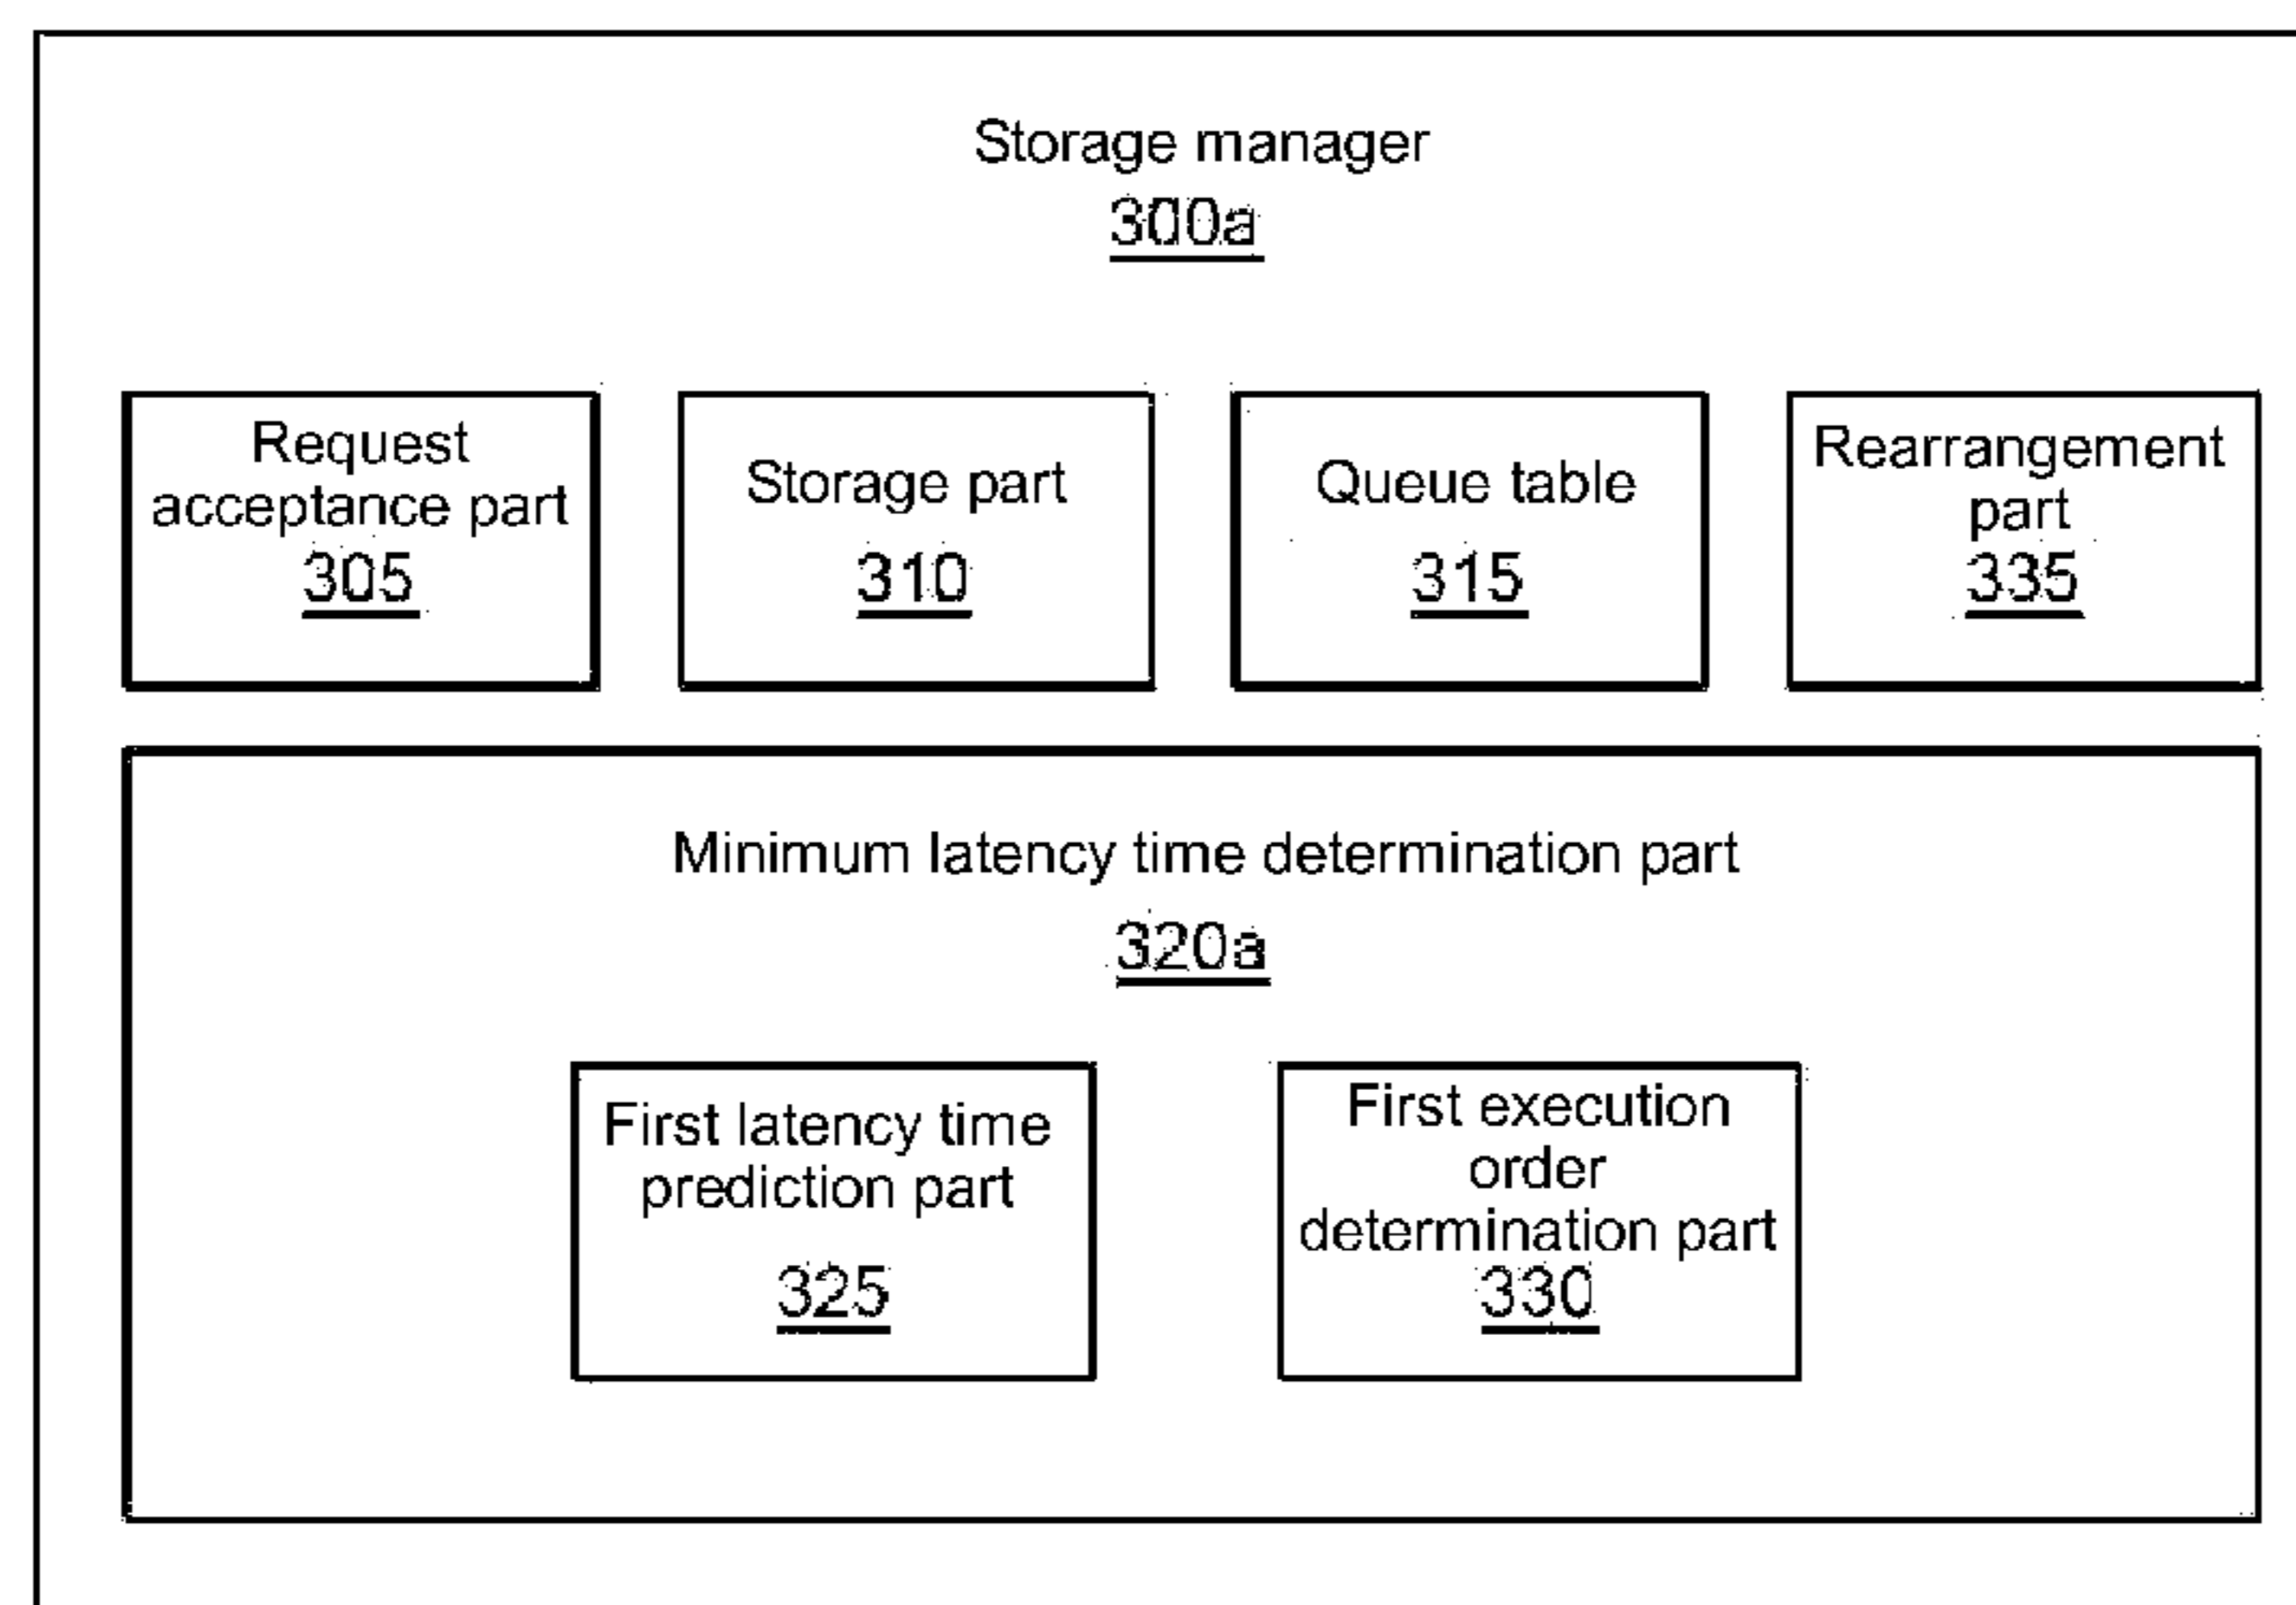 Storage manager
300a
Request
acceptance part
305
Storage part
310
Queue table
315
Rearrangement
part
335
Minimum latency time determination part
320a
First latency time
prediction part
325
First execution
order
determination part
330